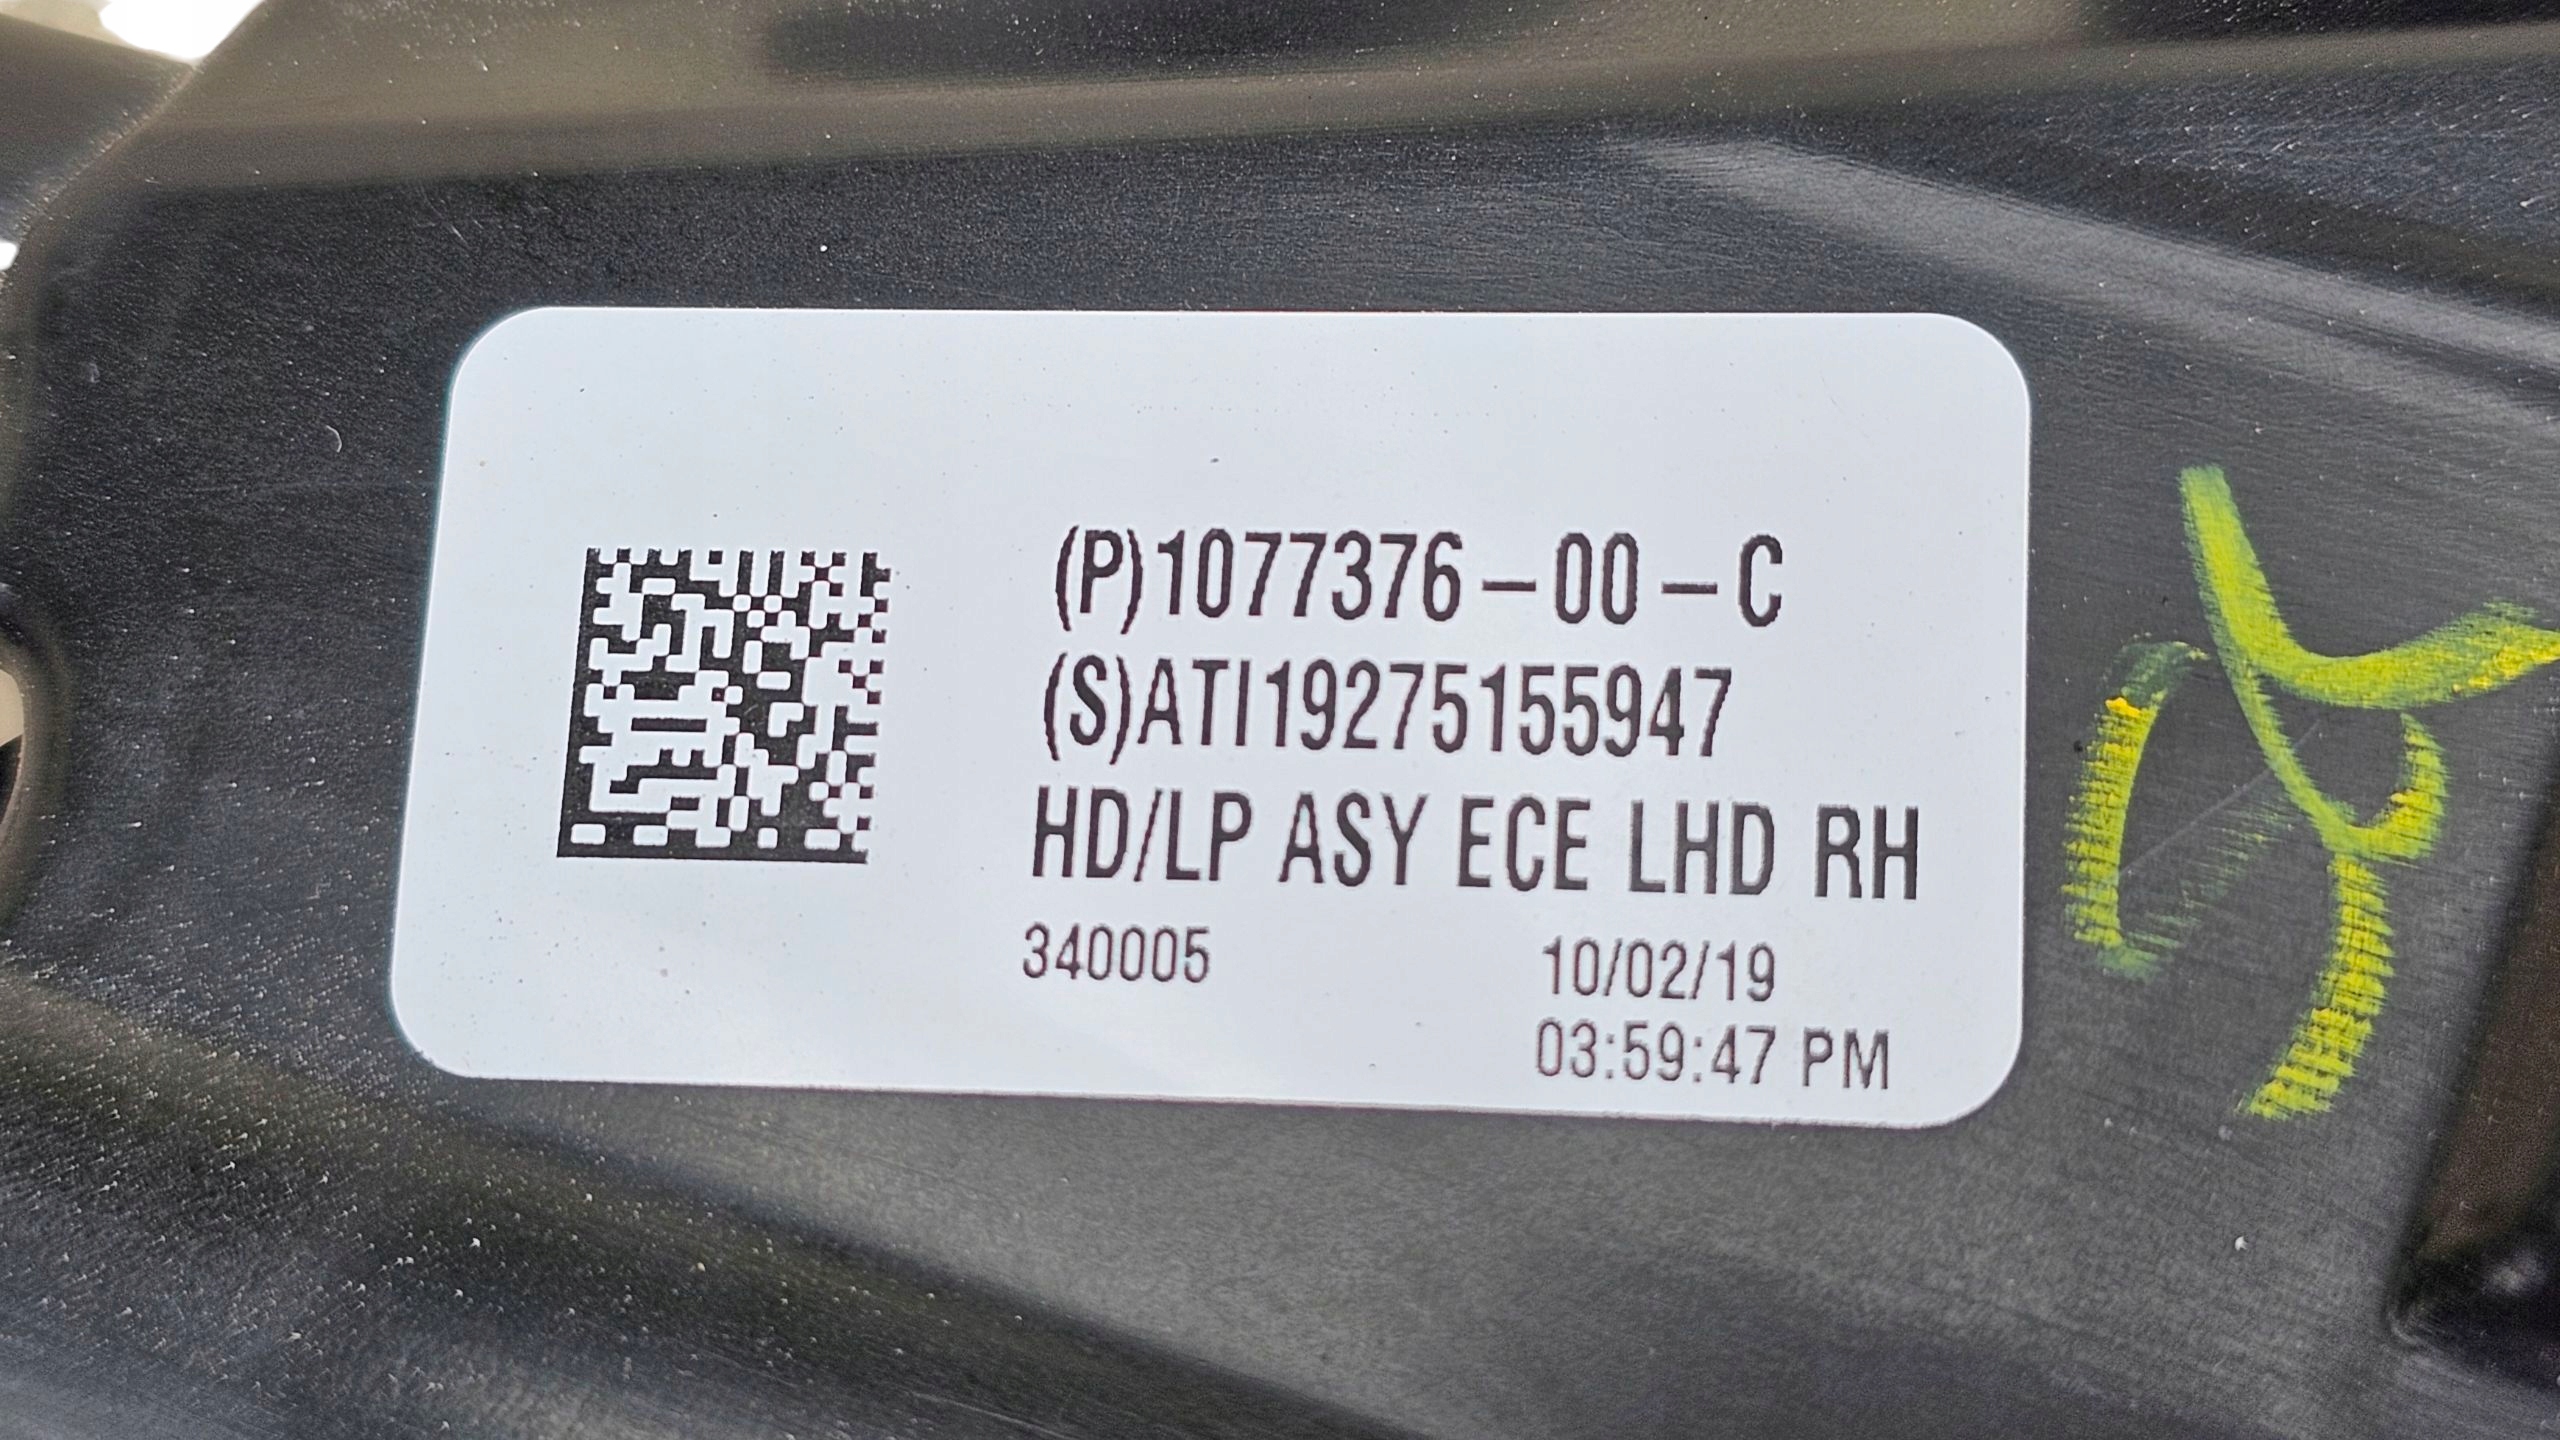 (P)1077376-00-C
(S)ATI19275155947
HD/LP ASY ECE LHD RH
340005
10/02/19
03:59:47 PM